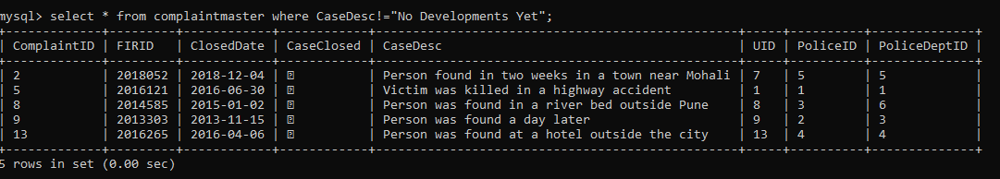 mysql> select * from complaintmaster where CaseDesc!="No Developments Yet";
+-------------+---------+------------+------------+------------------------------------------------+-----+----------+--------------+
| ComplaintID | FIRID | ClosedDate | CaseClosed | CaseDesc | UID | PoliceID | PoliceDeptID |
+-------------+---------+------------+------------+------------------------------------------------+-----+----------+--------------+
| 2 | 2018052 | 2018-12-04 | | Person found in two weeks in a town near Mohali | 7 | 5 | 5 |
| 5 | 2016121 | 2016-06-30 | | Victim was killed in a highway accident | 1 | 1 | 1 |
| 8 | 2014585 | 2015-01-02 | | Person was found in a river bed outside Pune | 8 | 3 | 6 |
| 9 | 2013303 | 2013-11-15 | | Person was found a day later | 9 | 2 | 3 |
| 13 | 2016265 | 2016-04-06 | | Person was found at a hotel outside the city | 13 | 4 | 4 |
+-------------+---------+------------+------------+------------------------------------------------+-----+----------+--------------+
5 rows in set (0.00 sec)